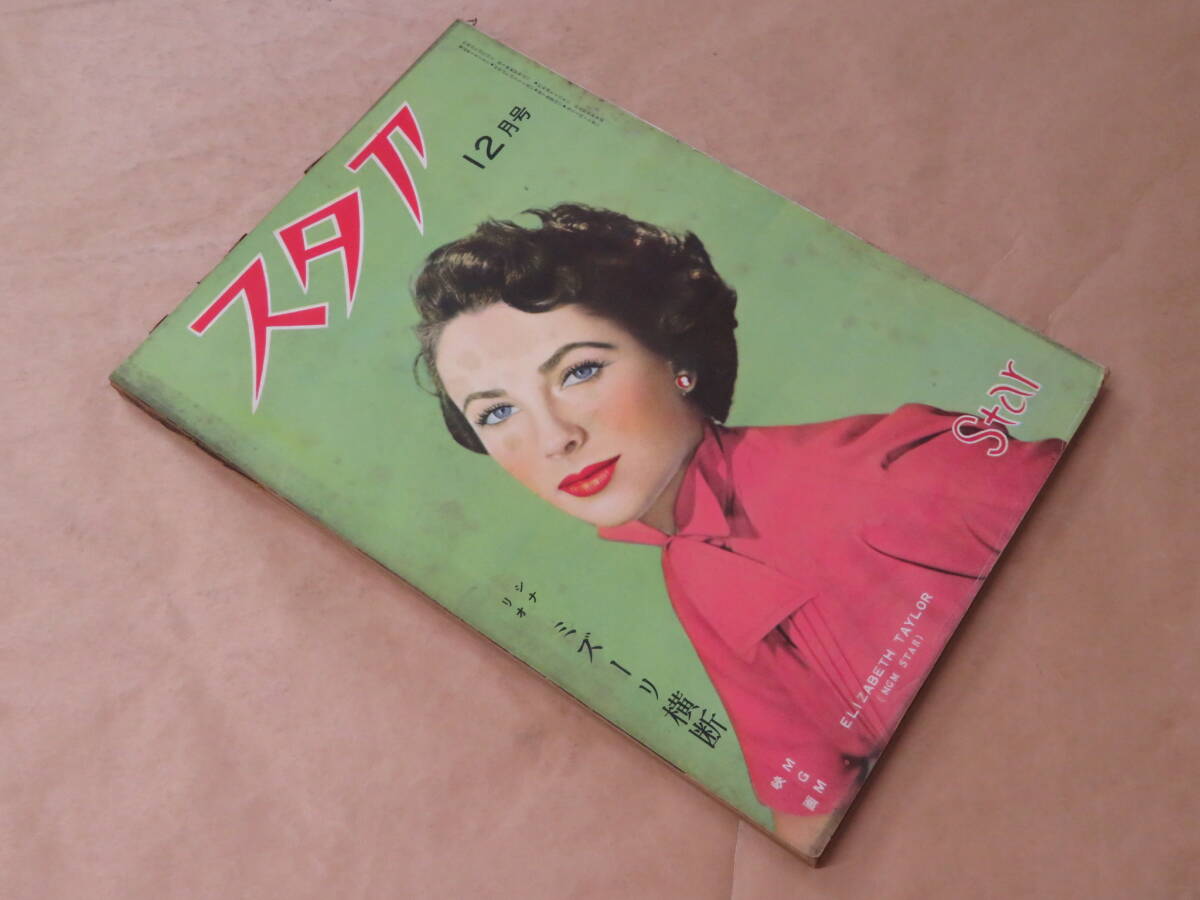 スタア
12月号
Star
シナリオ
ミズーリ横断
ELIZABETH TAYLOR
(MGM STAR)
MGM
映画